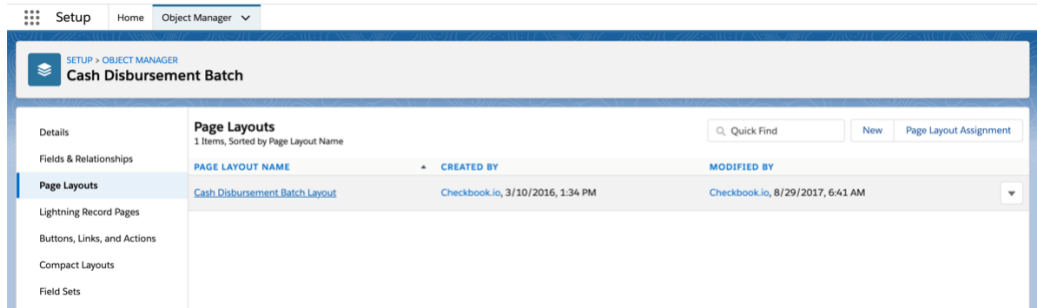 Setup Home Object Manager
SETUP > OBJECT MANAGER
Cash Disbursement Batch
Details
Fields & Relationships
Page Layouts
Lightning Record Pages
Buttons, Links, and Actions
Compact Layouts
Field Sets
Page Layouts
1 Items, Sorted by Page Layout Name
Quick Find New Page Layout Assignment
PAGE LAYOUT NAME CREATED BY MODIFIED BY
Cash Disbursement Batch Layout Checkbook.io, 3/10/2016, 1:34 PM Checkbook.io, 8/29/2017, 6:41 AM